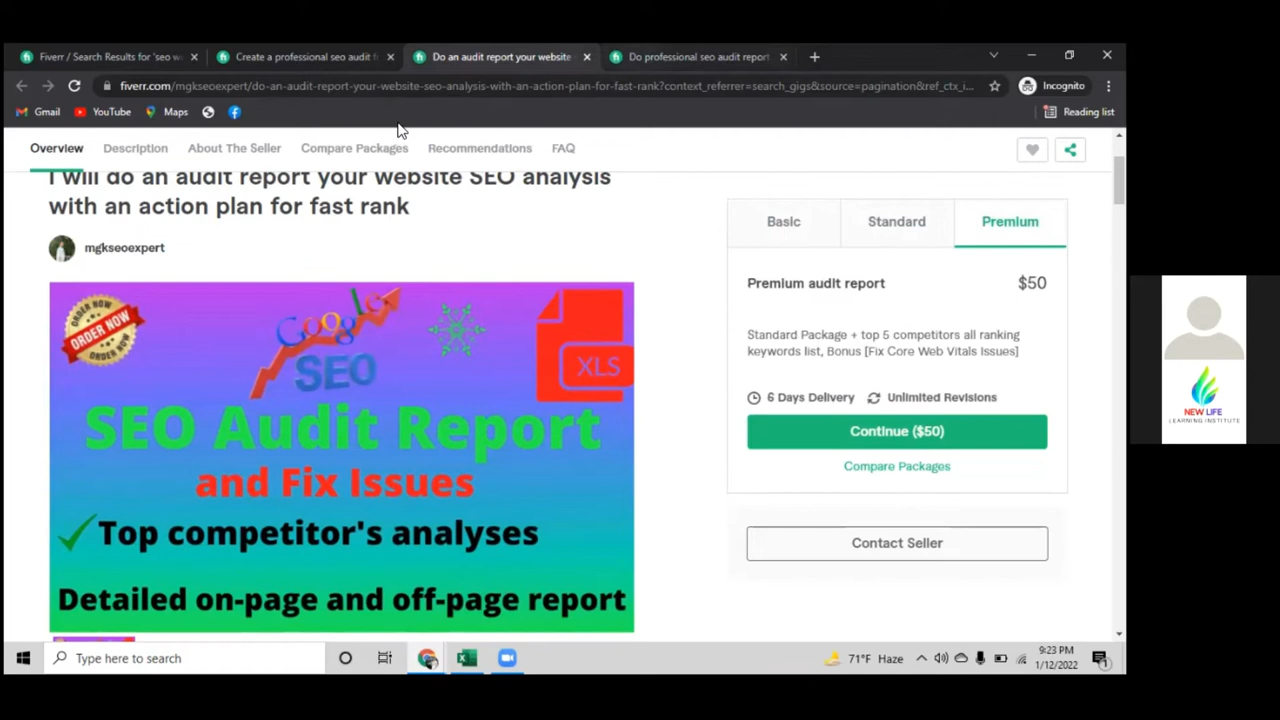 Fiverr / Search Results for 'seo w
Create a professional seo audit f
Do an audit report your website
Do professional seo audit report
fiverr.com/mgkseoexpert/do-an-audit-report-your-website-seo-analysis-with-an-action-plan-for-fast-rank?context_referrer=search_gigs&source=pagination&ref_ctx_i...
Incognito
Gmail
YouTube
Maps
Reading list
Overview
Description
About The Seller
Compare Packages
Recommendations
FAQ
I will do an audit report your website SEO analysis
with an action plan for fast rank
mgkseoexpert
ORDER NOW
Google
SEO
XLS
SEO Audit Report
and Fix Issues
Top competitor's analyses
Detailed on-page and off-page report
Basic
Standard
Premium
Premium audit report
$50
Standard Package + top 5 competitors all ranking
keywords list, Bonus [Fix Core Web Vitals Issues]
6 Days Delivery
Unlimited Revisions
Continue ($50)
Compare Packages
Contact Seller
NEW LIFE
LEARNING INSTITUTE
Type here to search
71°F Haze
9:23 PM
1/12/2022
1